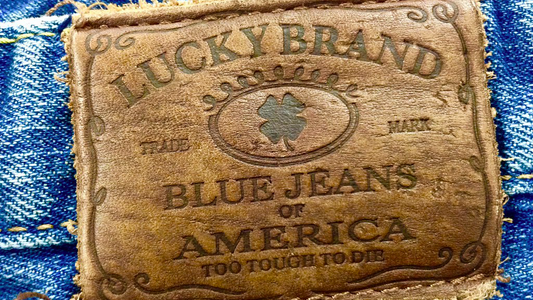 LUCKY BRAND
TRADE MARK
BLUE JEANS
OF
AMERICA
TOO TOUGH TO DIE